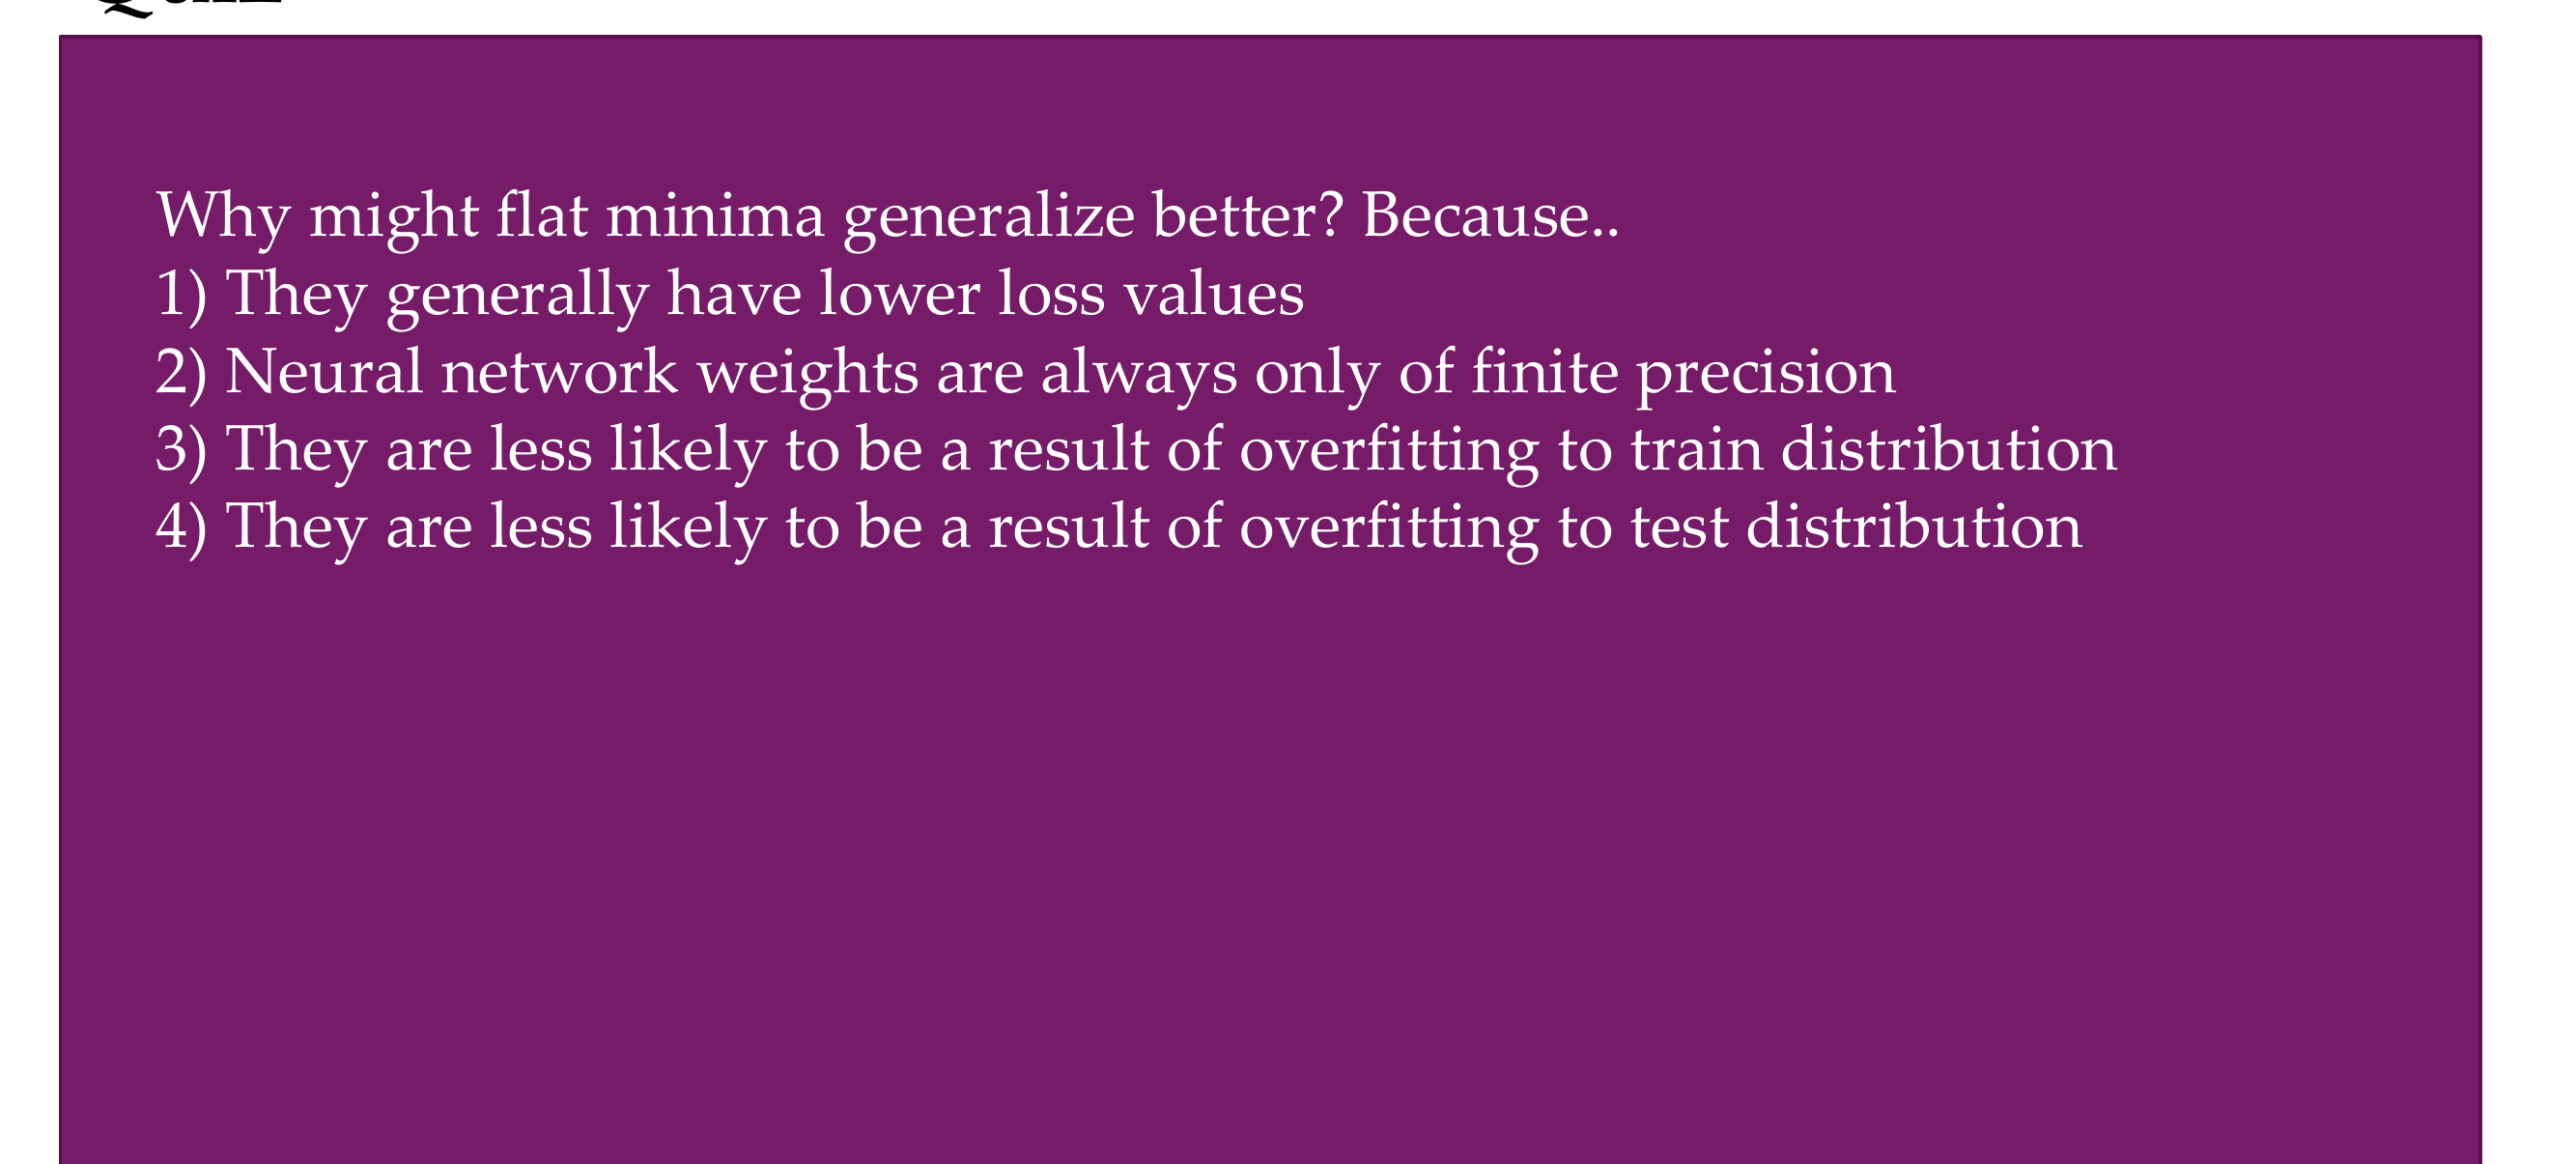 Why might flat minima generalize better? Because..
1) They generally have lower loss values
2) Neural network weights are always only of finite precision
3) They are less likely to be a result of overfitting to train distribution
4) They are less likely to be a result of overfitting to test distribution